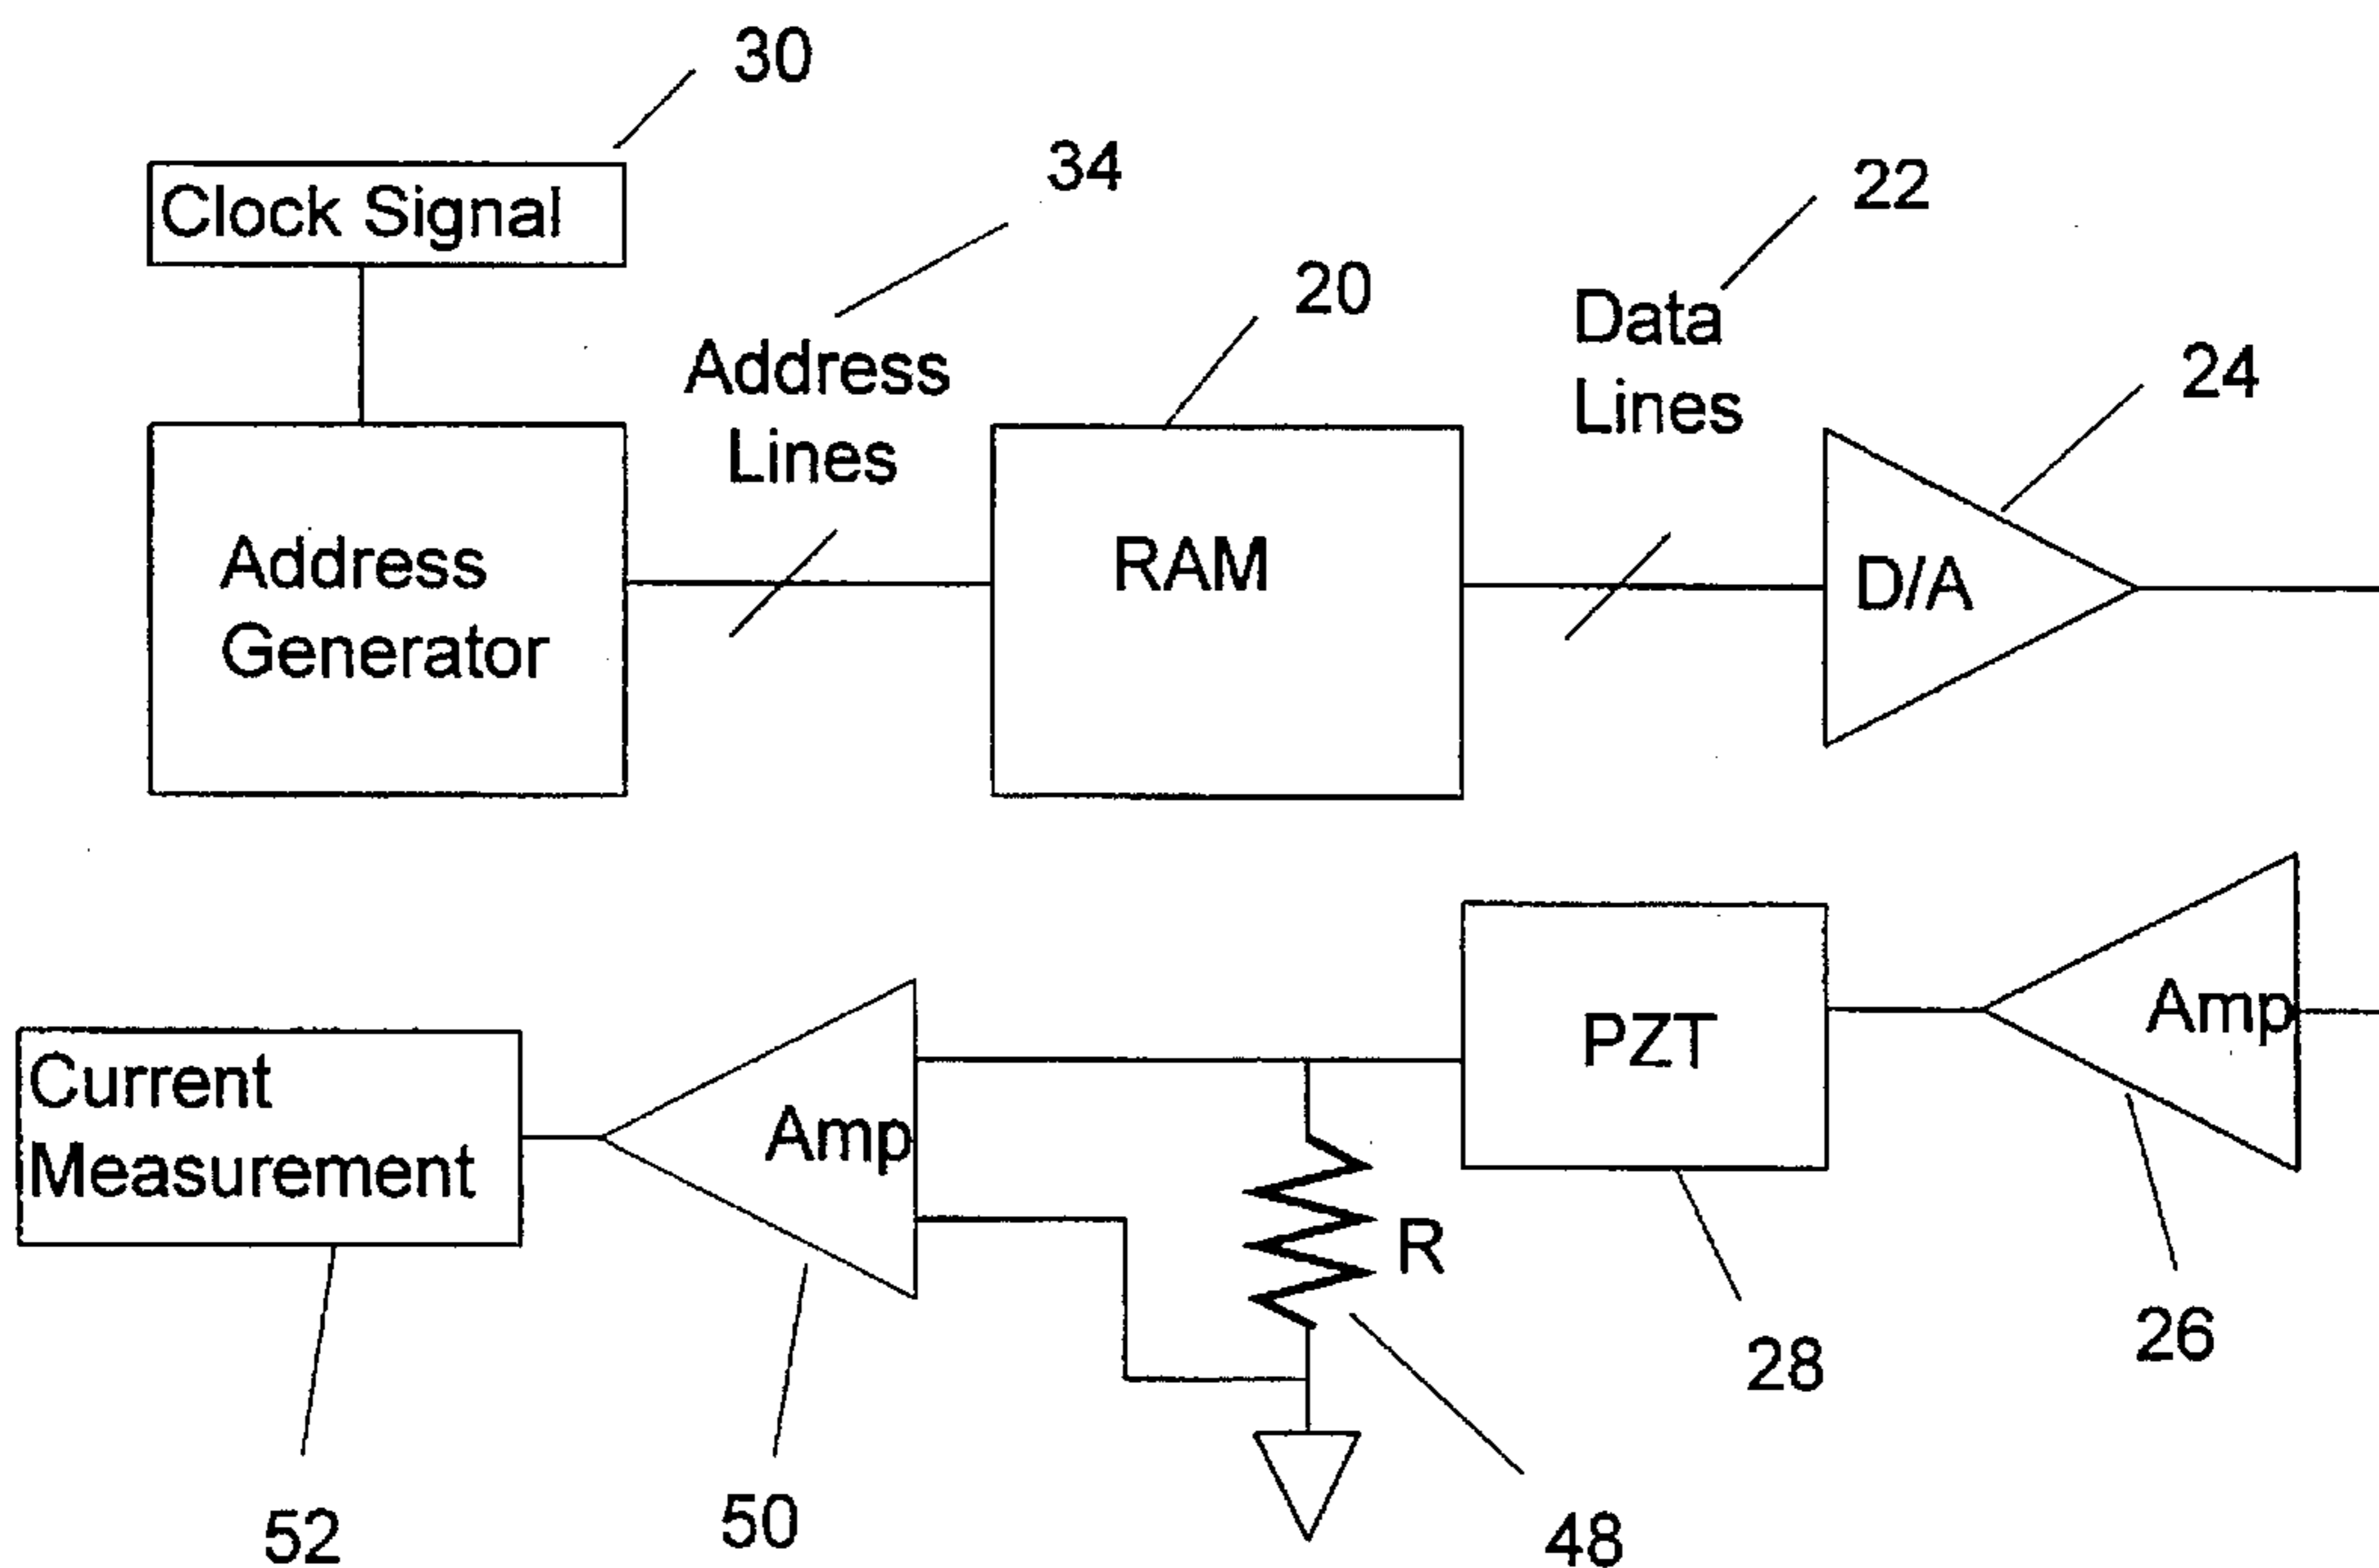 30
Clock Signal
34
22
Address
Lines
20
Data
Lines
24
Address
Generator
RAM
D/A
Current
Measurement
Amp
R
PZT
Amp
52
50
48
28
26